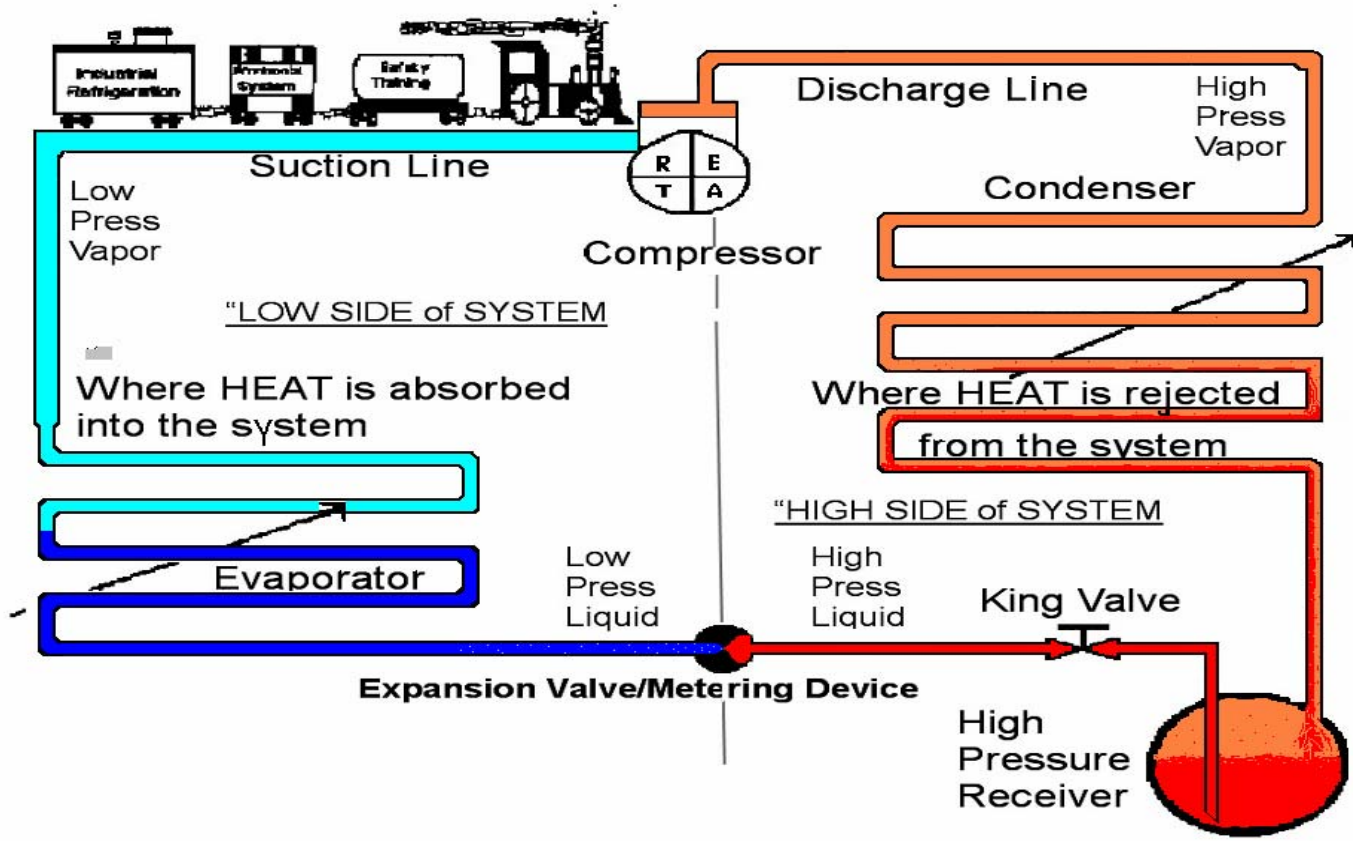 Industrial
Refrigeration
System
Safety
Training
Discharge Line
High
Press
Vapor
Suction Line
R E
T A
Low
Press
Vapor
Condenser
Compressor
“LOW SIDE of SYSTEM
Where HEAT is absorbed
into the system
Where HEAT is rejected
from the system
“HIGH SIDE of SYSTEM
Evaporator
Low
Press
Liquid
High
Press
Liquid
King Valve
Expansion Valve/Metering Device
High
Pressure
Receiver